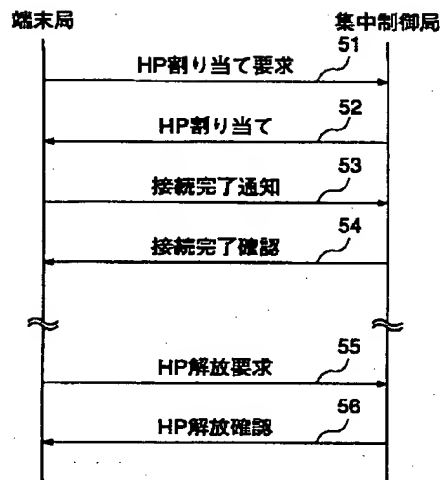 端末局
集中制御局
51
HP割り当て要求
52
HP割り当て
53
接続完了通知
54
接続完了確認
55
HP解放要求
56
HP解放確認